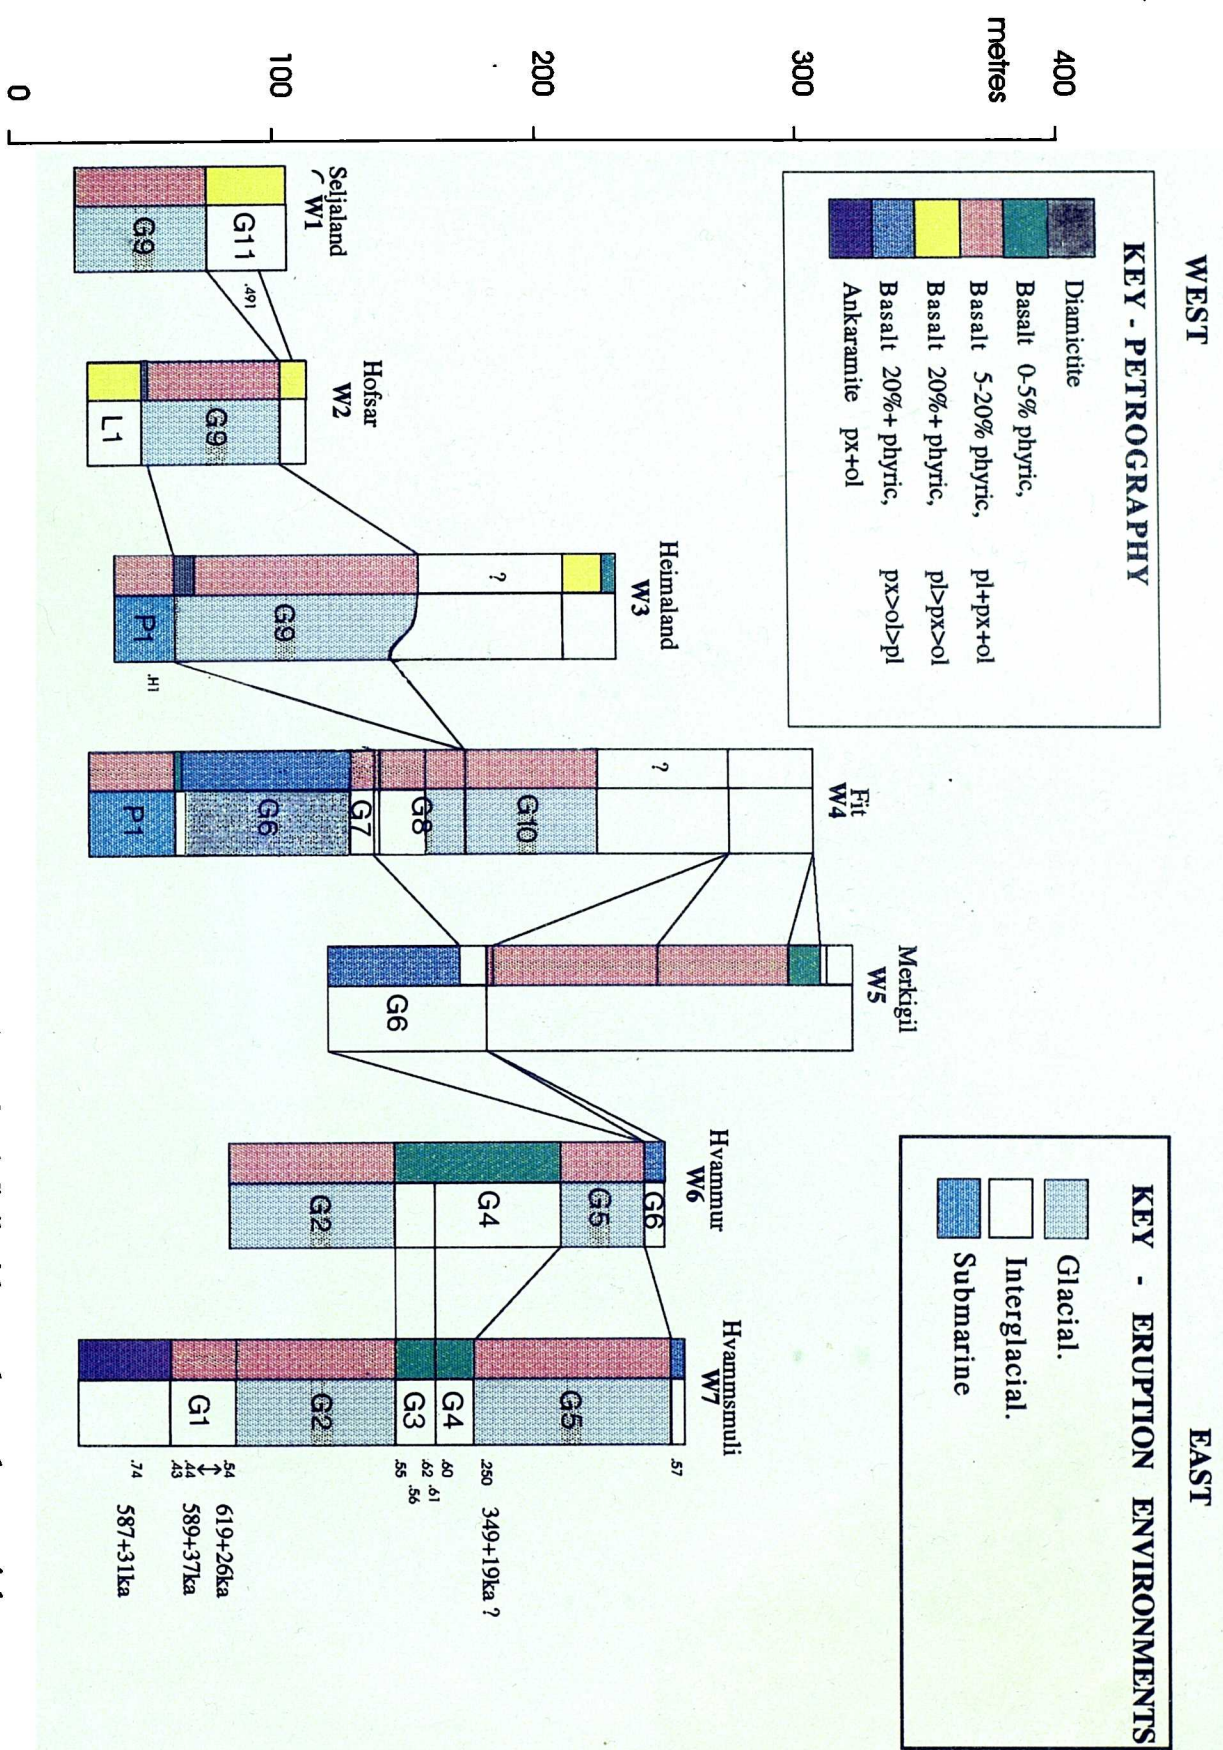 WEST
EAST
KEY - PETROGRAPHY
Diamictite
Basalt 0-5% phyric,
Basalt 5-20% phyric, pl+px+ol
Basalt 20%+ phyric, pl>px>ol
Basalt 20%+ phyric, px>ol>pl
Ankaramite px+ol
KEY - ERUPTION ENVIRONMENTS
Glacial.
Interglacial.
Submarine
400
metres
300
200
100
0
Seljaland
W1
G11
G9
.491
Hofsar
W2
G9
L1
Heimaland
W3
?
G9
P1
.H1
Fit
W4
?
G10
G8
G7
G6
P1
Merkigil
W5
G6
Hvammur
W6
G6
G5
G4
G2
Hvammsmuli
W7
G5
G4
G3
G2
G1
.57
.250 349+19ka ?
.60
.61
.62
.56
.55
.54 619+26ka
.44 589+37ka
.43
.74 587+31ka